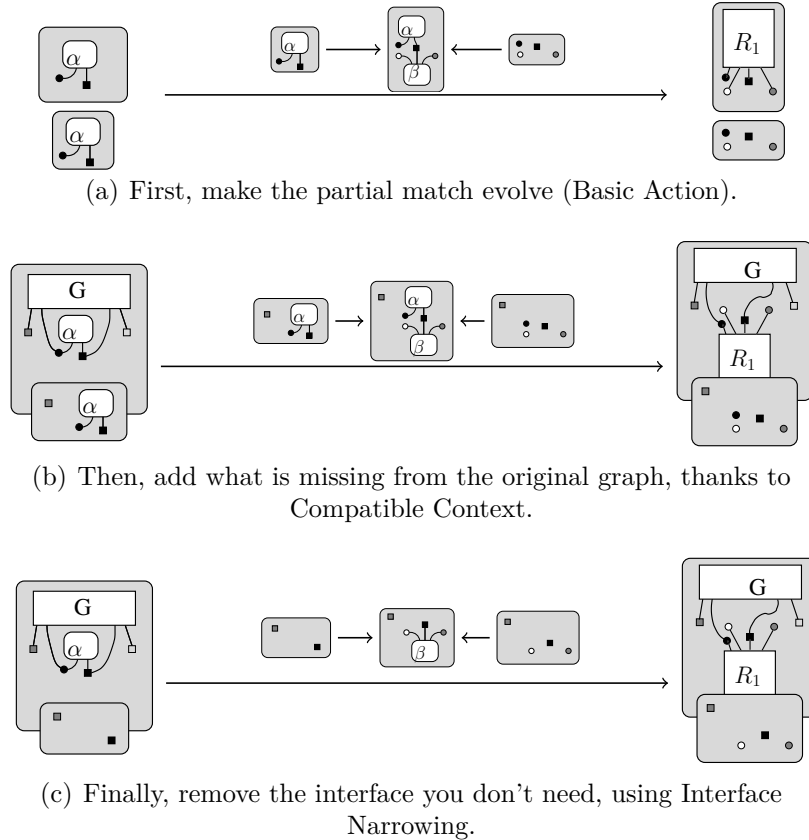 α
α
α
α
β
R₁
(a) First, make the partial match evolve (Basic Action).
G
α
α
α
α
β
G
R₁
(b) Then, add what is missing from the original graph, thanks to
Compatible Context.
G
α
β
G
R₁
(c) Finally, remove the interface you don't need, using Interface
Narrowing.